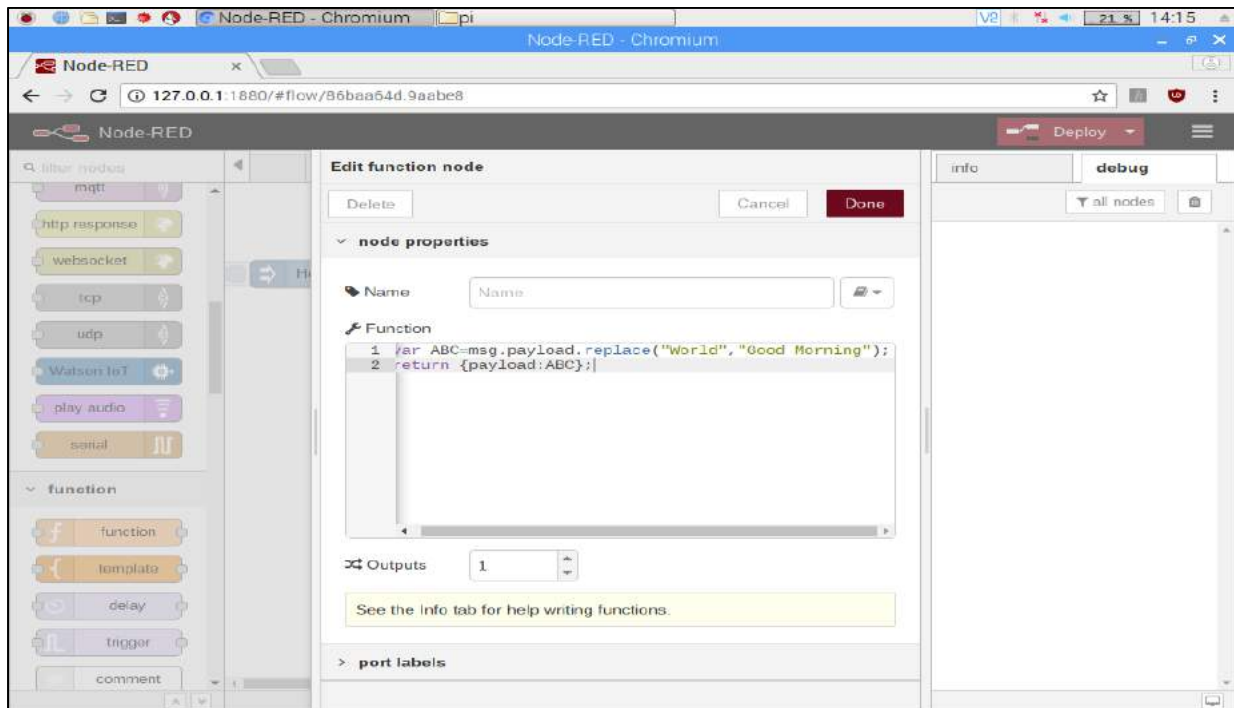 Node-RED - Chromium
pi
21 %
14:15
Node-RED - Chromium
Node-RED
127.0.0.1:1880/#flow/86baa64d.9aabe8
Node-RED
Deploy
filter nodes
mqtt
http response
websocket
tcp
udp
Watson IoT
play audio
serial
function
function
template
delay
trigger
comment
Edit function node
Delete
Cancel
Done
node properties
Name
Name
Function
1 var ABC=msg.payload.replace("World","Good Morning");
2 return {payload:ABC};
Outputs
1
See the Info tab for help writing functions.
port labels
info
debug
all nodes